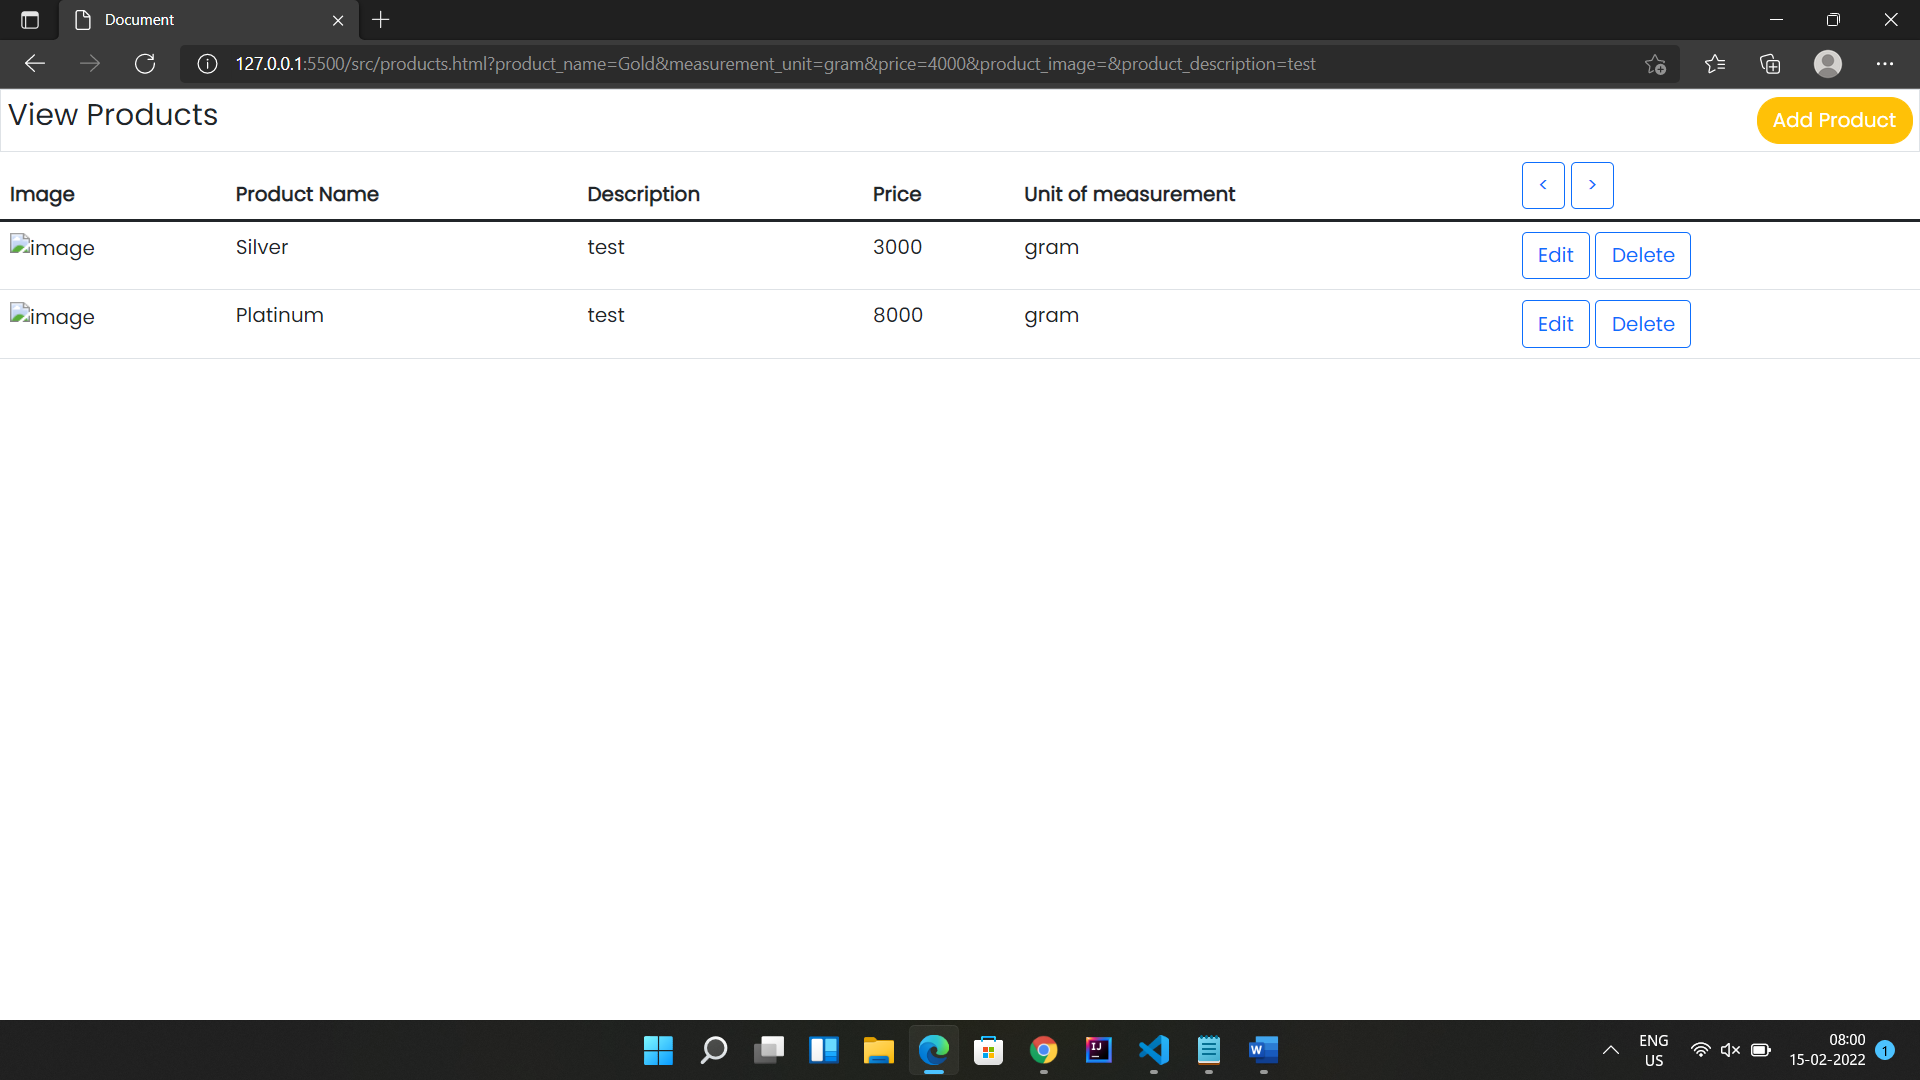 Document
127.0.0.1:5500/src/products.html?product_name=Gold&measurement_unit=gram&price=4000&product_image=&product_description=test
View Products
Add Product
Image Product Name Description Price Unit of measurement < >
image Silver test 3000 gram Edit Delete
image Platinum test 8000 gram Edit Delete
ENG
US
08:00
15-02-2022
1